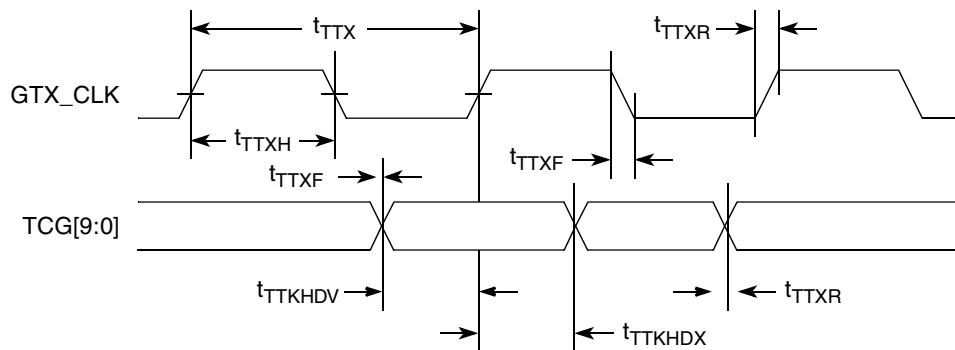 tTTX
tTTXR
GTX_CLK
tTTXH
tTTXF
tTTXF
TCG[9:0]
tTTKHDV
tTTXR
tTTKHDX